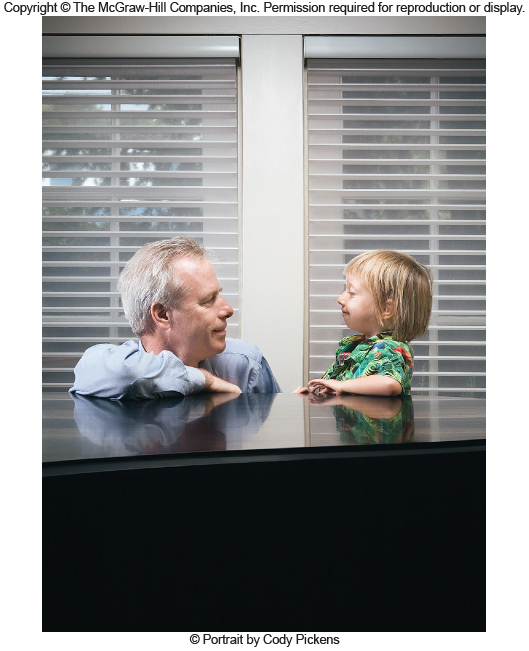 Copyright © The McGraw-Hill Companies, Inc. Permission required for reproduction or display.
© Portrait by Cody Pickens